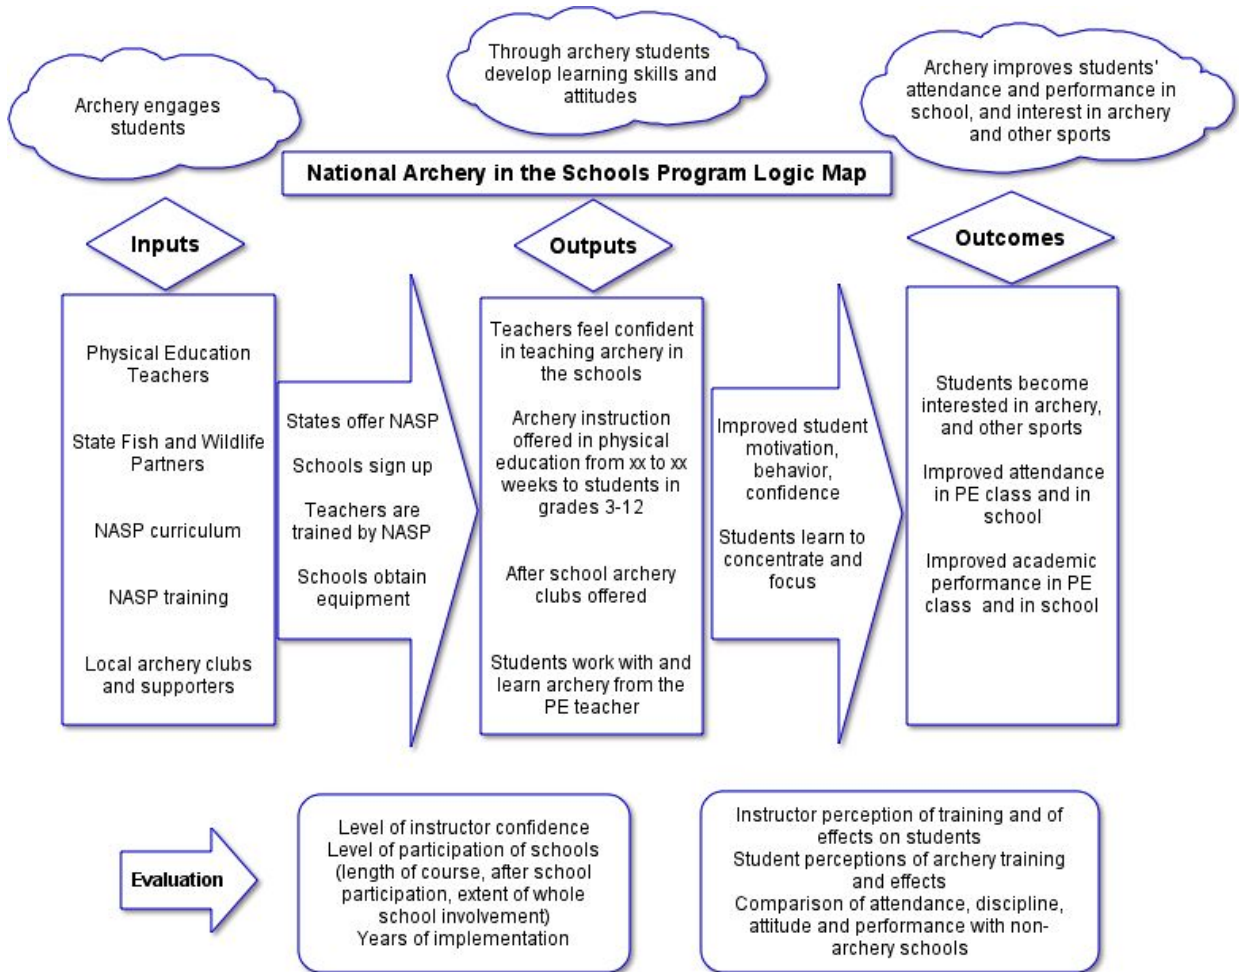 Archery engages
students
Through archery students
develop learning skills and
attitudes
Archery improves students'
attendance and performance in
school, and interest in archery
and other sports
National Archery in the Schools Program Logic Map
Inputs
Outputs
Outcomes
Physical Education
Teachers
State Fish and Wildlife
Partners
NASP curriculum
NASP training
Local archery clubs
and supporters
States offer NASP
Schools sign up
Teachers are
trained by NASP
Schools obtain
equipment
Teachers feel confident
in teaching archery in
the schools
Archery instruction
offered in physical
education from xx to xx
weeks to students in
grades 3-12
After school archery
clubs offered
Students work with and
learn archery from the
PE teacher
Improved student
motivation,
behavior,
confidence
Students learn to
concentrate and
focus
Students become
interested in archery,
and other sports
Improved attendance
in PE class and in
school
Improved academic
performance in PE
class and in school
Evaluation
Level of instructor confidence
Level of participation of schools
(length of course, after school
participation, extent of whole
school involvement)
Years of implementation
Instructor perception of training and of
effects on students
Student perceptions of archery training
and effects
Comparison of attendance, discipline,
attitude and performance with non-
archery schools